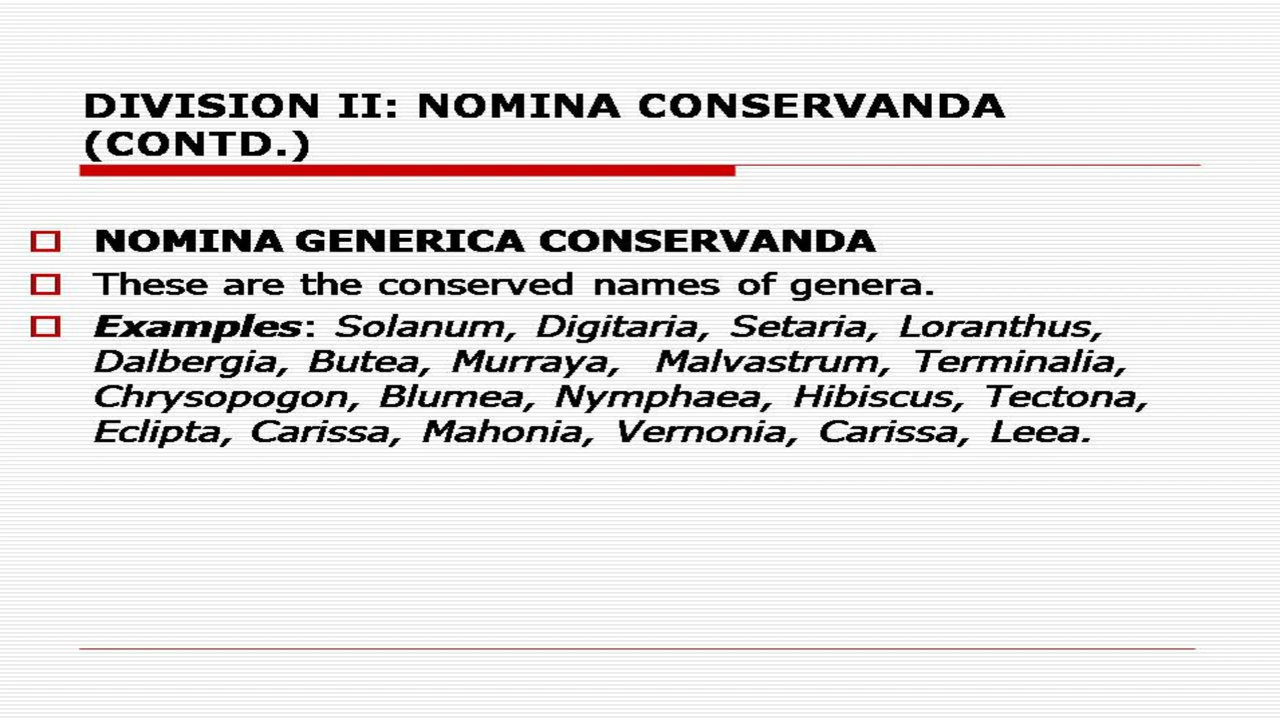 DIVISION II: NOMINA CONSERVANDA
(CONTD.)
NOMINA GENERICA CONSERVANDA
These are the conserved names of genera.
Examples: Solanum, Digitaria, Setaria, Loranthus,
Dalbergia, Butea, Murraya, Malvastrum, Terminalia,
Chrysopogon, Blumea, Nymphaea, Hibiscus, Tectona,
Eclipta, Carissa, Mahonia, Vernonia, Carissa, Leea.